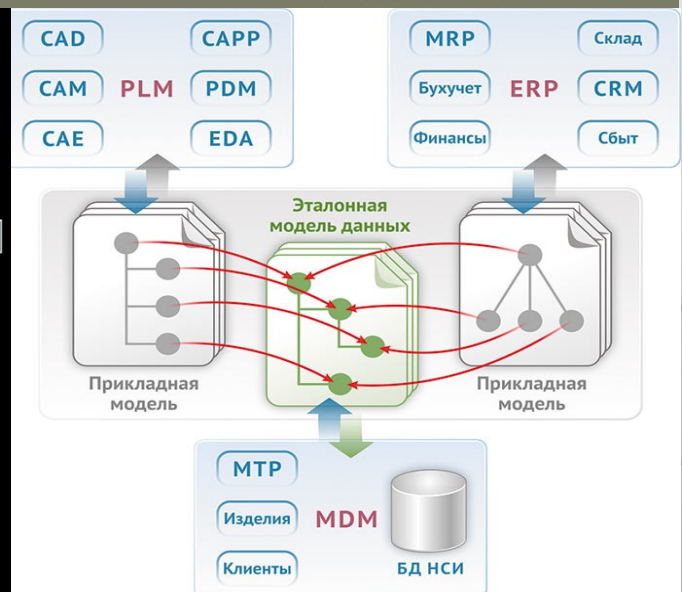 CAD
CAPP
CAM
PLM
PDM
CAE
EDA
MRP
Склад
Бухучет
ERP
CRM
Финансы
Сбыт
Эталонная
модель данных
Прикладная
модель
Прикладная
модель
МТР
Изделия
MDM
Клиенты
БД НСИ